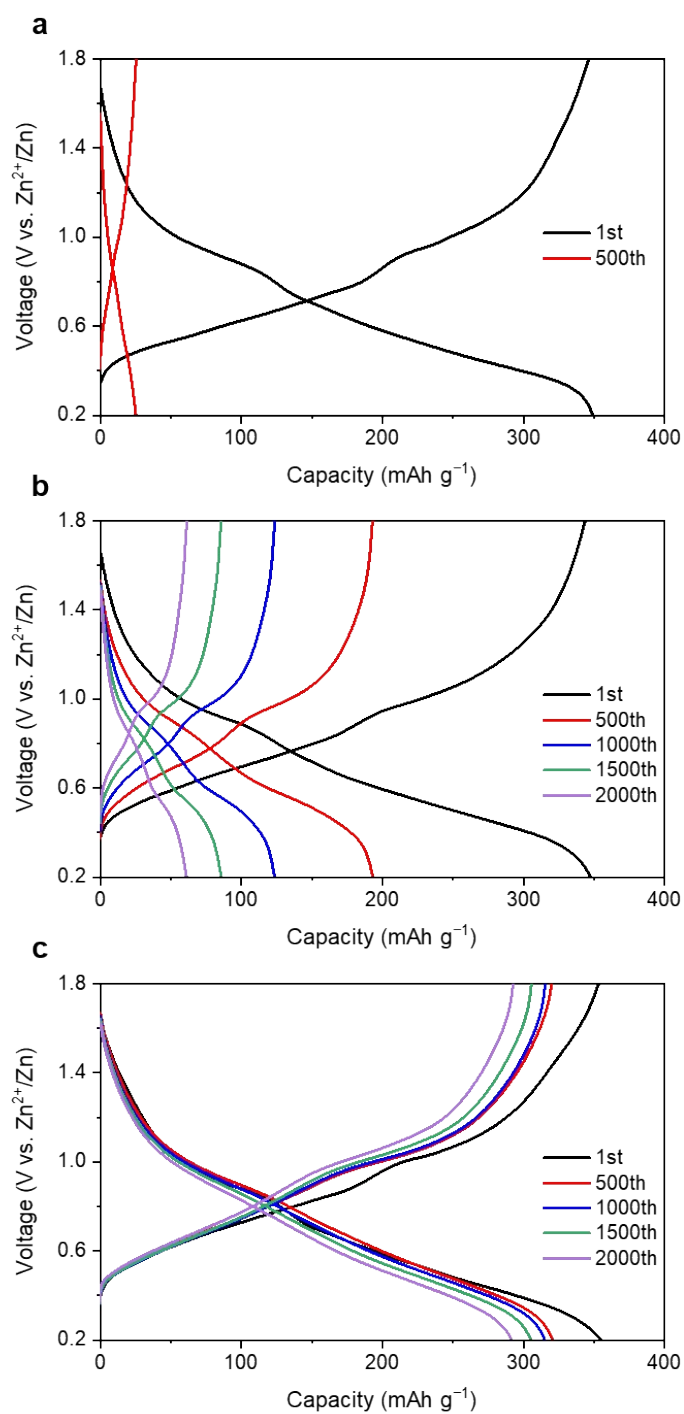 a
1.8
1.4
1.0
0.6
0.2
Voltage (V vs. Zn²⁺/Zn)
1st
500th
0 100 200 300 400
Capacity (mAh g⁻¹)
b
1.8
1.4
1.0
0.6
0.2
Voltage (V vs. Zn²⁺/Zn)
1st
500th
1000th
1500th
2000th
0 100 200 300 400
Capacity (mAh g⁻¹)
c
1.8
1.4
1.0
0.6
0.2
Voltage (V vs. Zn²⁺/Zn)
1st
500th
1000th
1500th
2000th
0 100 200 300 400
Capacity (mAh g⁻¹)